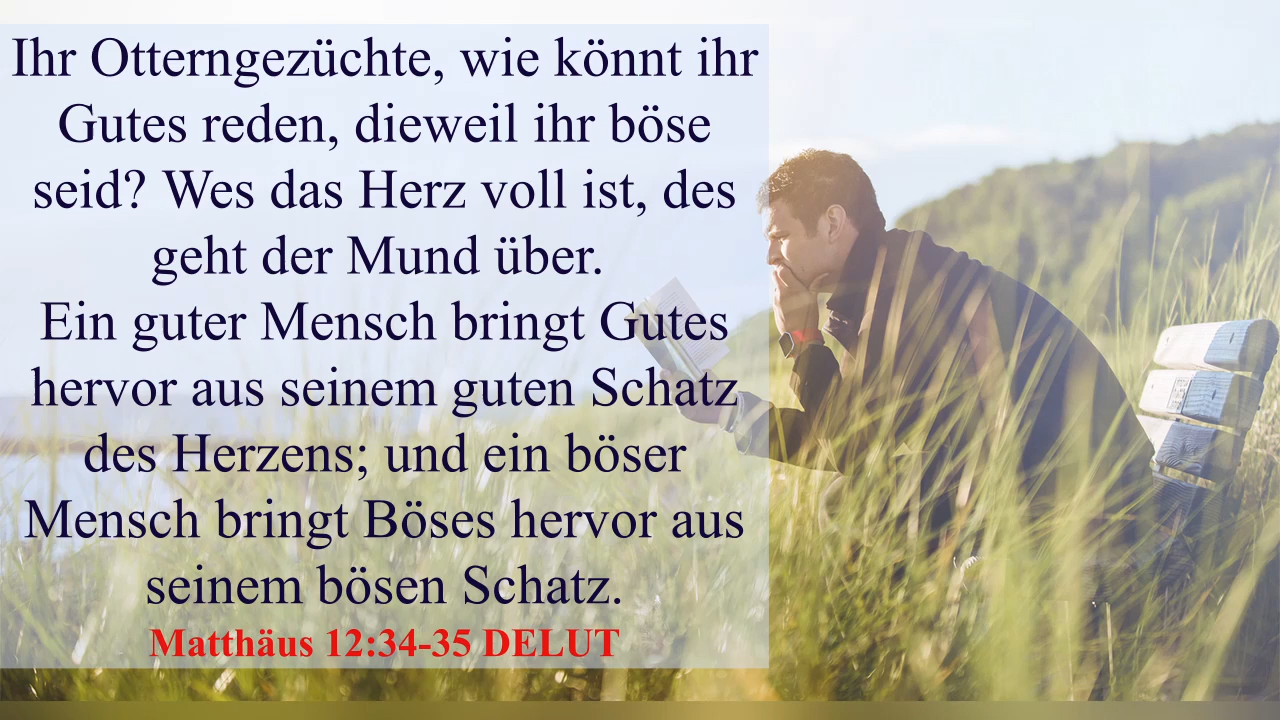 Ihr Otterngezüchte, wie könnt ihr
Gutes reden, dieweil ihr böse
seid? Wes das Herz voll ist, des
geht der Mund über.
Ein guter Mensch bringt Gutes
hervor aus seinem guten Schatz
des Herzens; und ein böser
Mensch bringt Böses hervor aus
seinem bösen Schatz.
Matthäus 12:34-35 DELUT